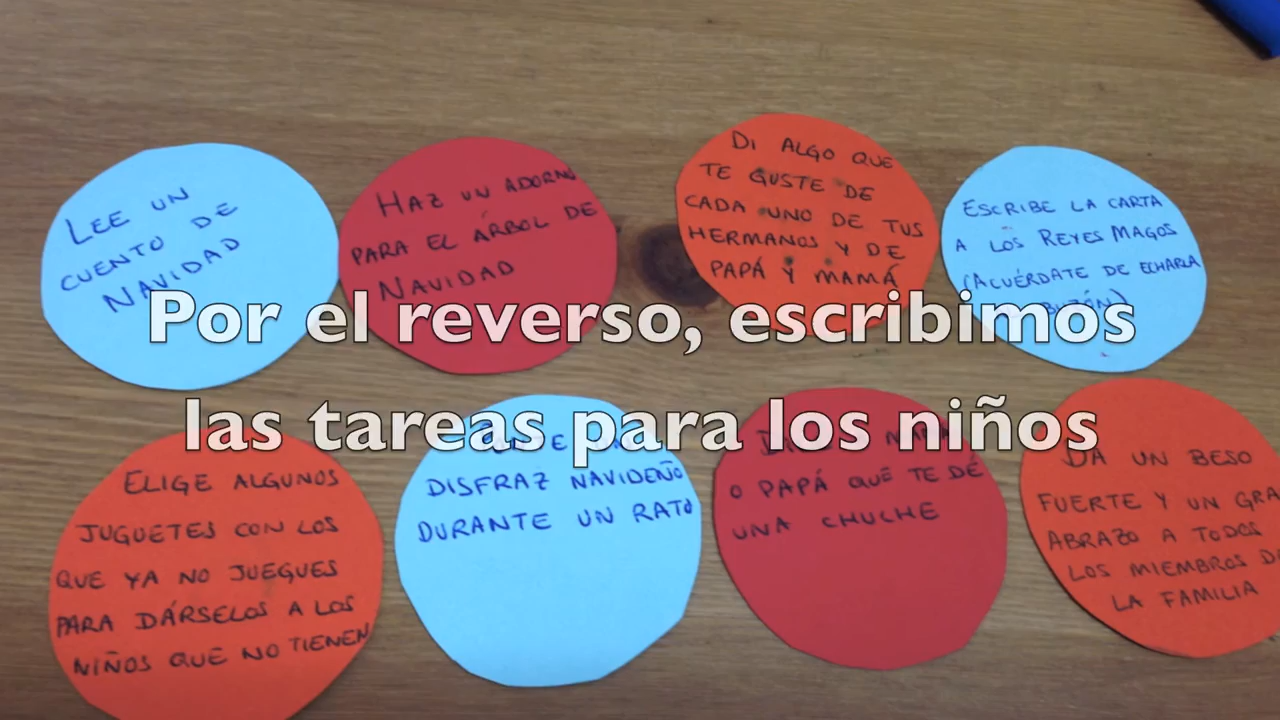 LEE UN
CUENTO DE
NAVIDAD
HAZ UN ADORNO
PARA EL ÁRBOL DE
NAVIDAD
DI ALGO QUE
TE GUSTE DE
CADA UNO DE TUS
HERMANOS Y DE
PAPÁ Y MAMÁ
ESCRIBE LA CARTA
A LOS REYES MAGOS
(ACUÉRDATE DE ECHARLA
BUZÓN)
Por el reverso, escribimos
las tareas para los niños
ELIGE ALGUNOS
JUGUETES CON LOS
QUE YA NO JUEGUES
PARA DÁRSELOS A LOS
NIÑOS QUE NO TIENEN
DISFRAZ NAVIDEÑO
DURANTE UN RATO
O PAPÁ QUE TE DÉ
UNA CHUCHE
DA UN BESO
FUERTE Y UN GRA
ABRAZO A TODOS
LOS MIEMBROS D
LA FAMILIA